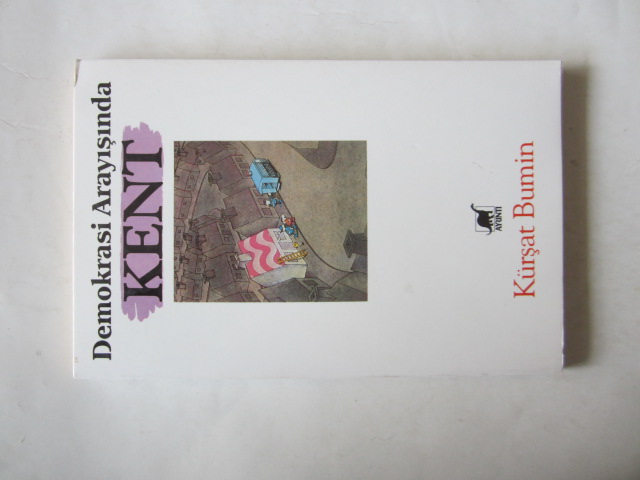 Demokrasi Arayışında
KENT
AYRINTI
Kürşat Bumin